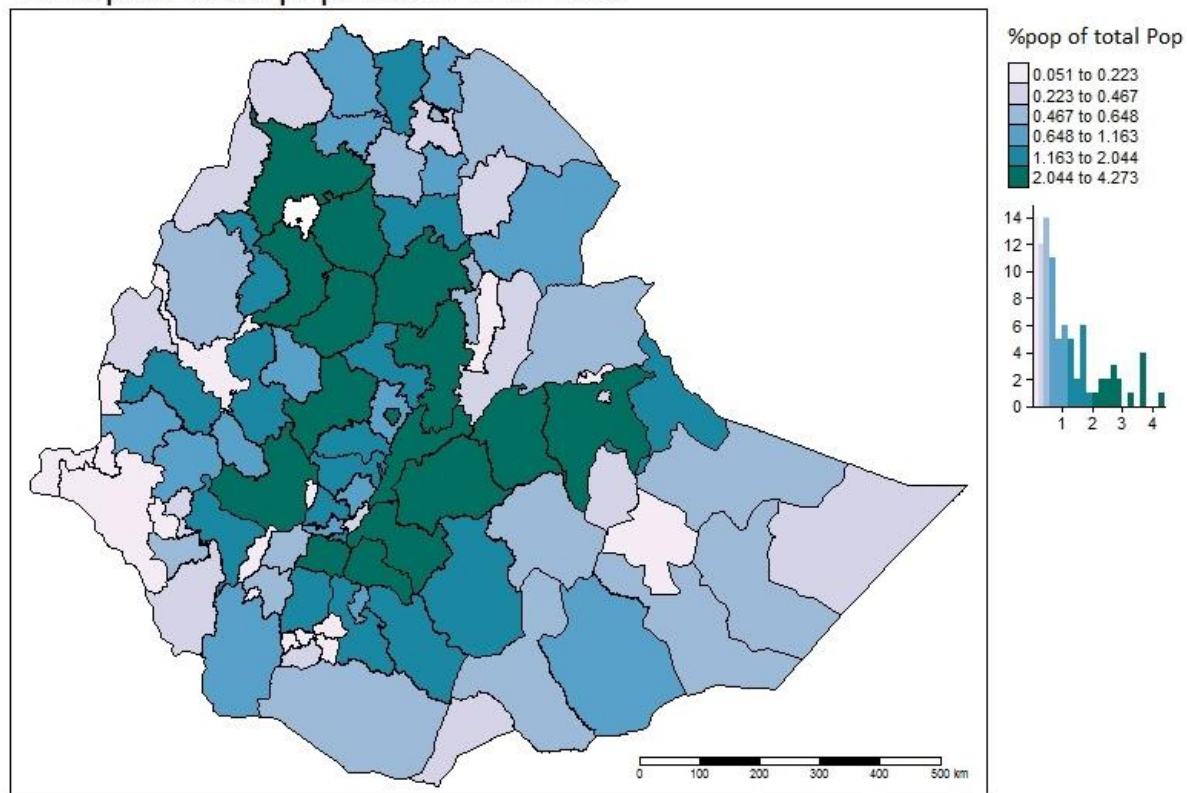 %pop of total Pop
0.051 to 0.223
0.223 to 0.467
0.467 to 0.648
0.648 to 1.163
1.163 to 2.044
2.044 to 4.273
14
12
10
8
6
4
2
0
1 2 3 4
0 100 200 300 400 500 km